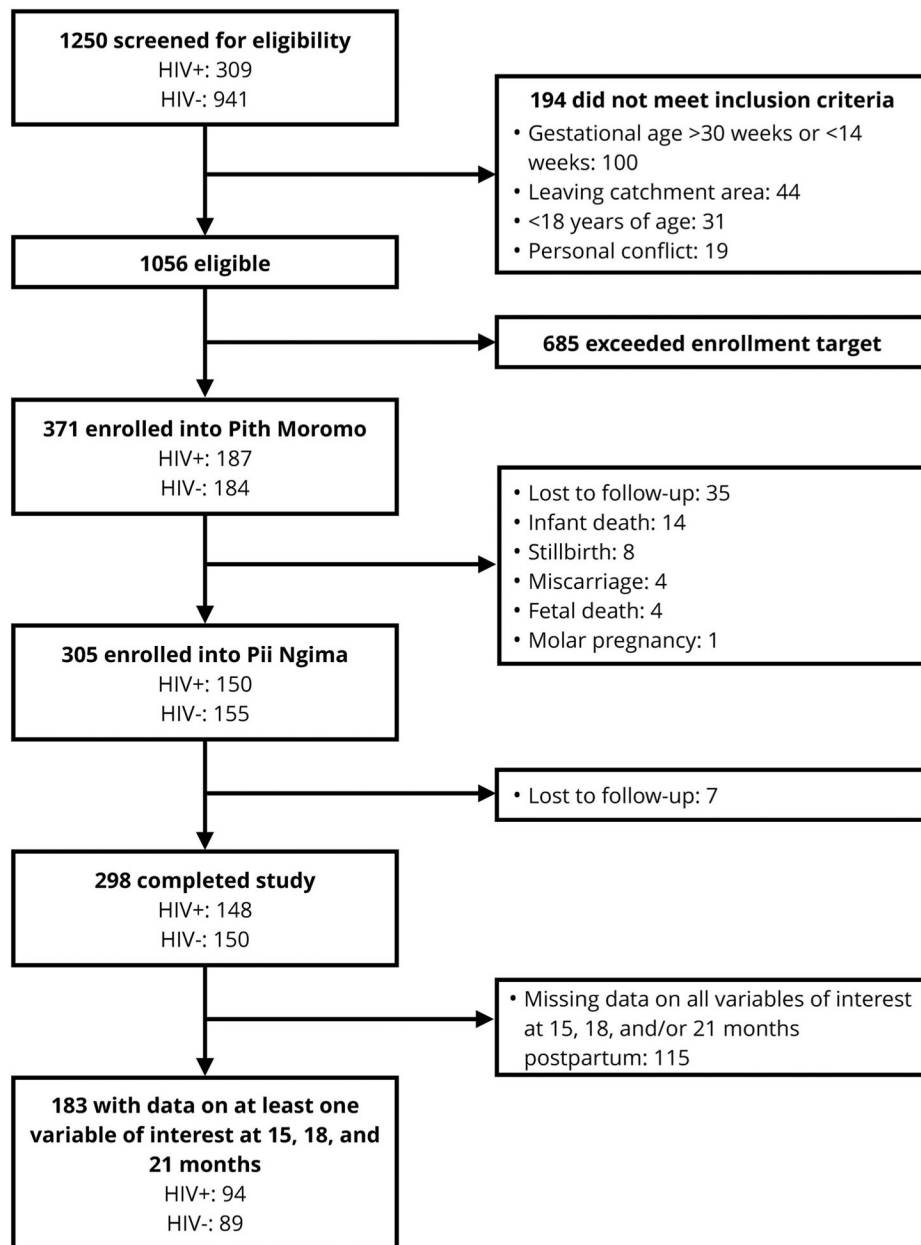 1250 screened for eligibility
HIV+: 309
HIV-: 941
194 did not meet inclusion criteria
• Gestational age >30 weeks or <14
weeks: 100
• Leaving catchment area: 44
• <18 years of age: 31
• Personal conflict: 19
1056 eligible
685 exceeded enrollment target
371 enrolled into Pith Moromo
HIV+: 187
HIV-: 184
• Lost to follow-up: 35
• Infant death: 14
• Stillbirth: 8
• Miscarriage: 4
• Fetal death: 4
• Molar pregnancy: 1
305 enrolled into Pii Ngima
HIV+: 150
HIV-: 155
• Lost to follow-up: 7
298 completed study
HIV+: 148
HIV-: 150
• Missing data on all variables of interest
at 15, 18, and/or 21 months
postpartum: 115
183 with data on at least one
variable of interest at 15, 18, and
21 months
HIV+: 94
HIV-: 89